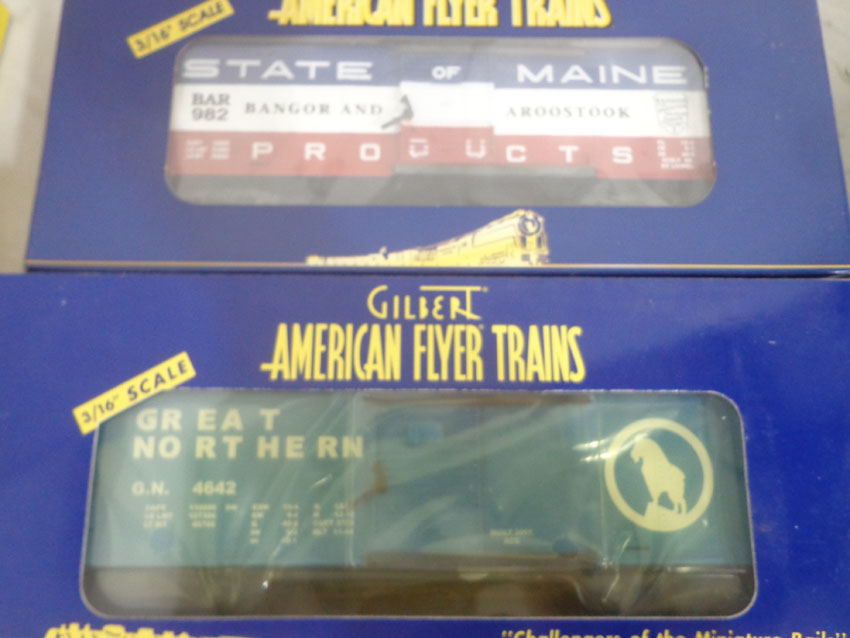 3/16" SCALE
AMERICAN FLYER TRAINS
STATE OF MAINE
BAR
982
BANGOR AND AROOSTOOK
PRODUCTS
GILBERT
AMERICAN FLYER TRAINS
3/16" SCALE
GREAT
NORTHERN
G.N. 4642
"Challengers of the Miniature Rails"